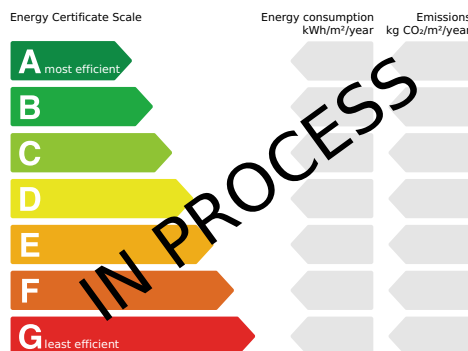 Energy Certificate Scale
Energy consumption
kWh/m²/year
Emissions
kg CO₂/m²/year
A most efficient
B
C
D
E
F
G least efficient
IN PROCESS